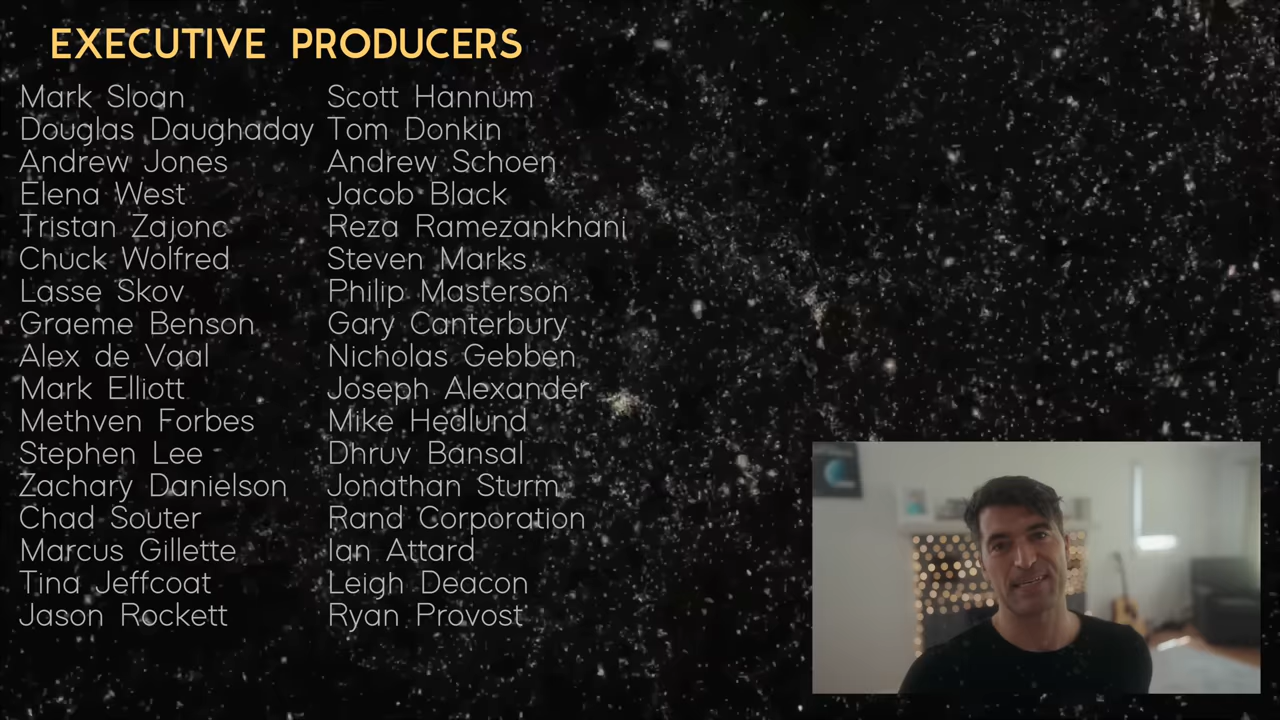 EXECUTIVE PRODUCERS
Mark Sloan
Douglas Daughaday
Andrew Jones
Elena West
Tristan Zajonc
Chuck Wolfred
Lasse Skov
Graeme Benson
Alex de Vaal
Mark Elliott
Methven Forbes
Stephen Lee
Zachary Danielson
Chad Souter
Marcus Gillette
Tina Jeffcoat
Jason Rockett
Scott Hannum
Tom Donkin
Andrew Schoen
Jacob Black
Reza Ramezankhani
Steven Marks
Philip Masterson
Gary Canterbury
Nicholas Gebben
Joseph Alexander
Mike Hedlund
Dhruv Bansal
Jonathan Sturm
Rand Corporation
Ian Attard
Leigh Deacon
Ryan Provost